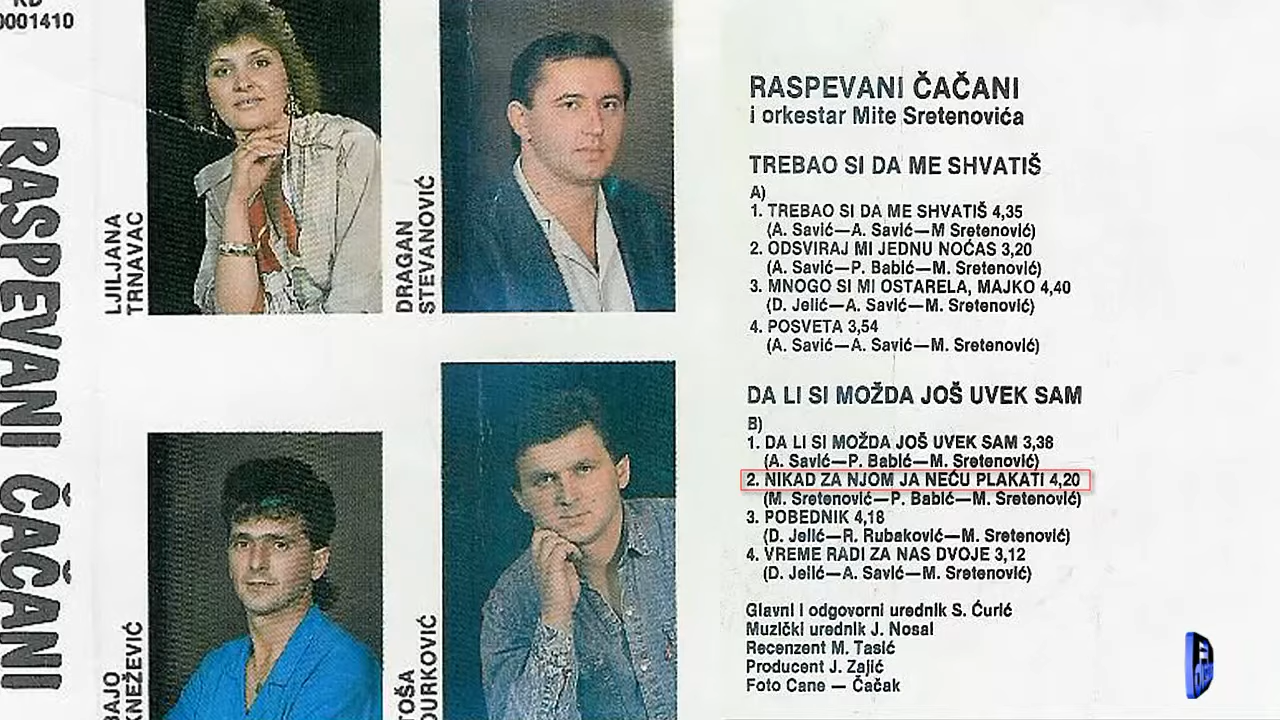 0001410
RASPEVANI ČAČANI
LJILJANA
TRNAVAC
DRAGAN
STEVANOVIĆ
KNEŽEVIĆ
RASPEVANI ČAČANI
i orkestar Mite Sretenovića
TREBAO SI DA ME SHVATIŠ
A)
1. TREBAO SI DA ME SHVATIŠ 4,35
(A. Savić—A. Savić—M Sretenović)
2. ODSVIRAJ MI JEDNU NOĆAS 3,20
(A. Savić—P. Babić—M. Sretenović)
3. MNOGO SI MI OSTARELA, MAJKO 4,40
(D. Jelić—A. Savić—M. Sretenović)
4. POSVETA 3,54
(A. Savić—A. Savić—M. Sretenović)
DA LI SI MOŽDA JOŠ UVEK SAM
B)
1. DA LI SI MOŽDA JOŠ UVEK SAM 3,38
(A. Savić—P. Babić—M. Sretenović)
2. NIKAD ZA NJOM JA NEĆU PLAKATI 4,20
(M. Sretenović—P. Babić—M. Sretenović)
3. POBEDNIK 4,18
(D. Jelić—R. Rubaković—M. Sretenović)
4. VREME RADI ZA NAS DVOJE 3,12
(D. Jelić—A. Savić—M. Sretenović)
Glavni i odgovorni urednik S. Ćurić
Muzički urednik J. Nosal
Recenzent M. Tasić
Producent J. Zajić
Foto Cane — Čačak